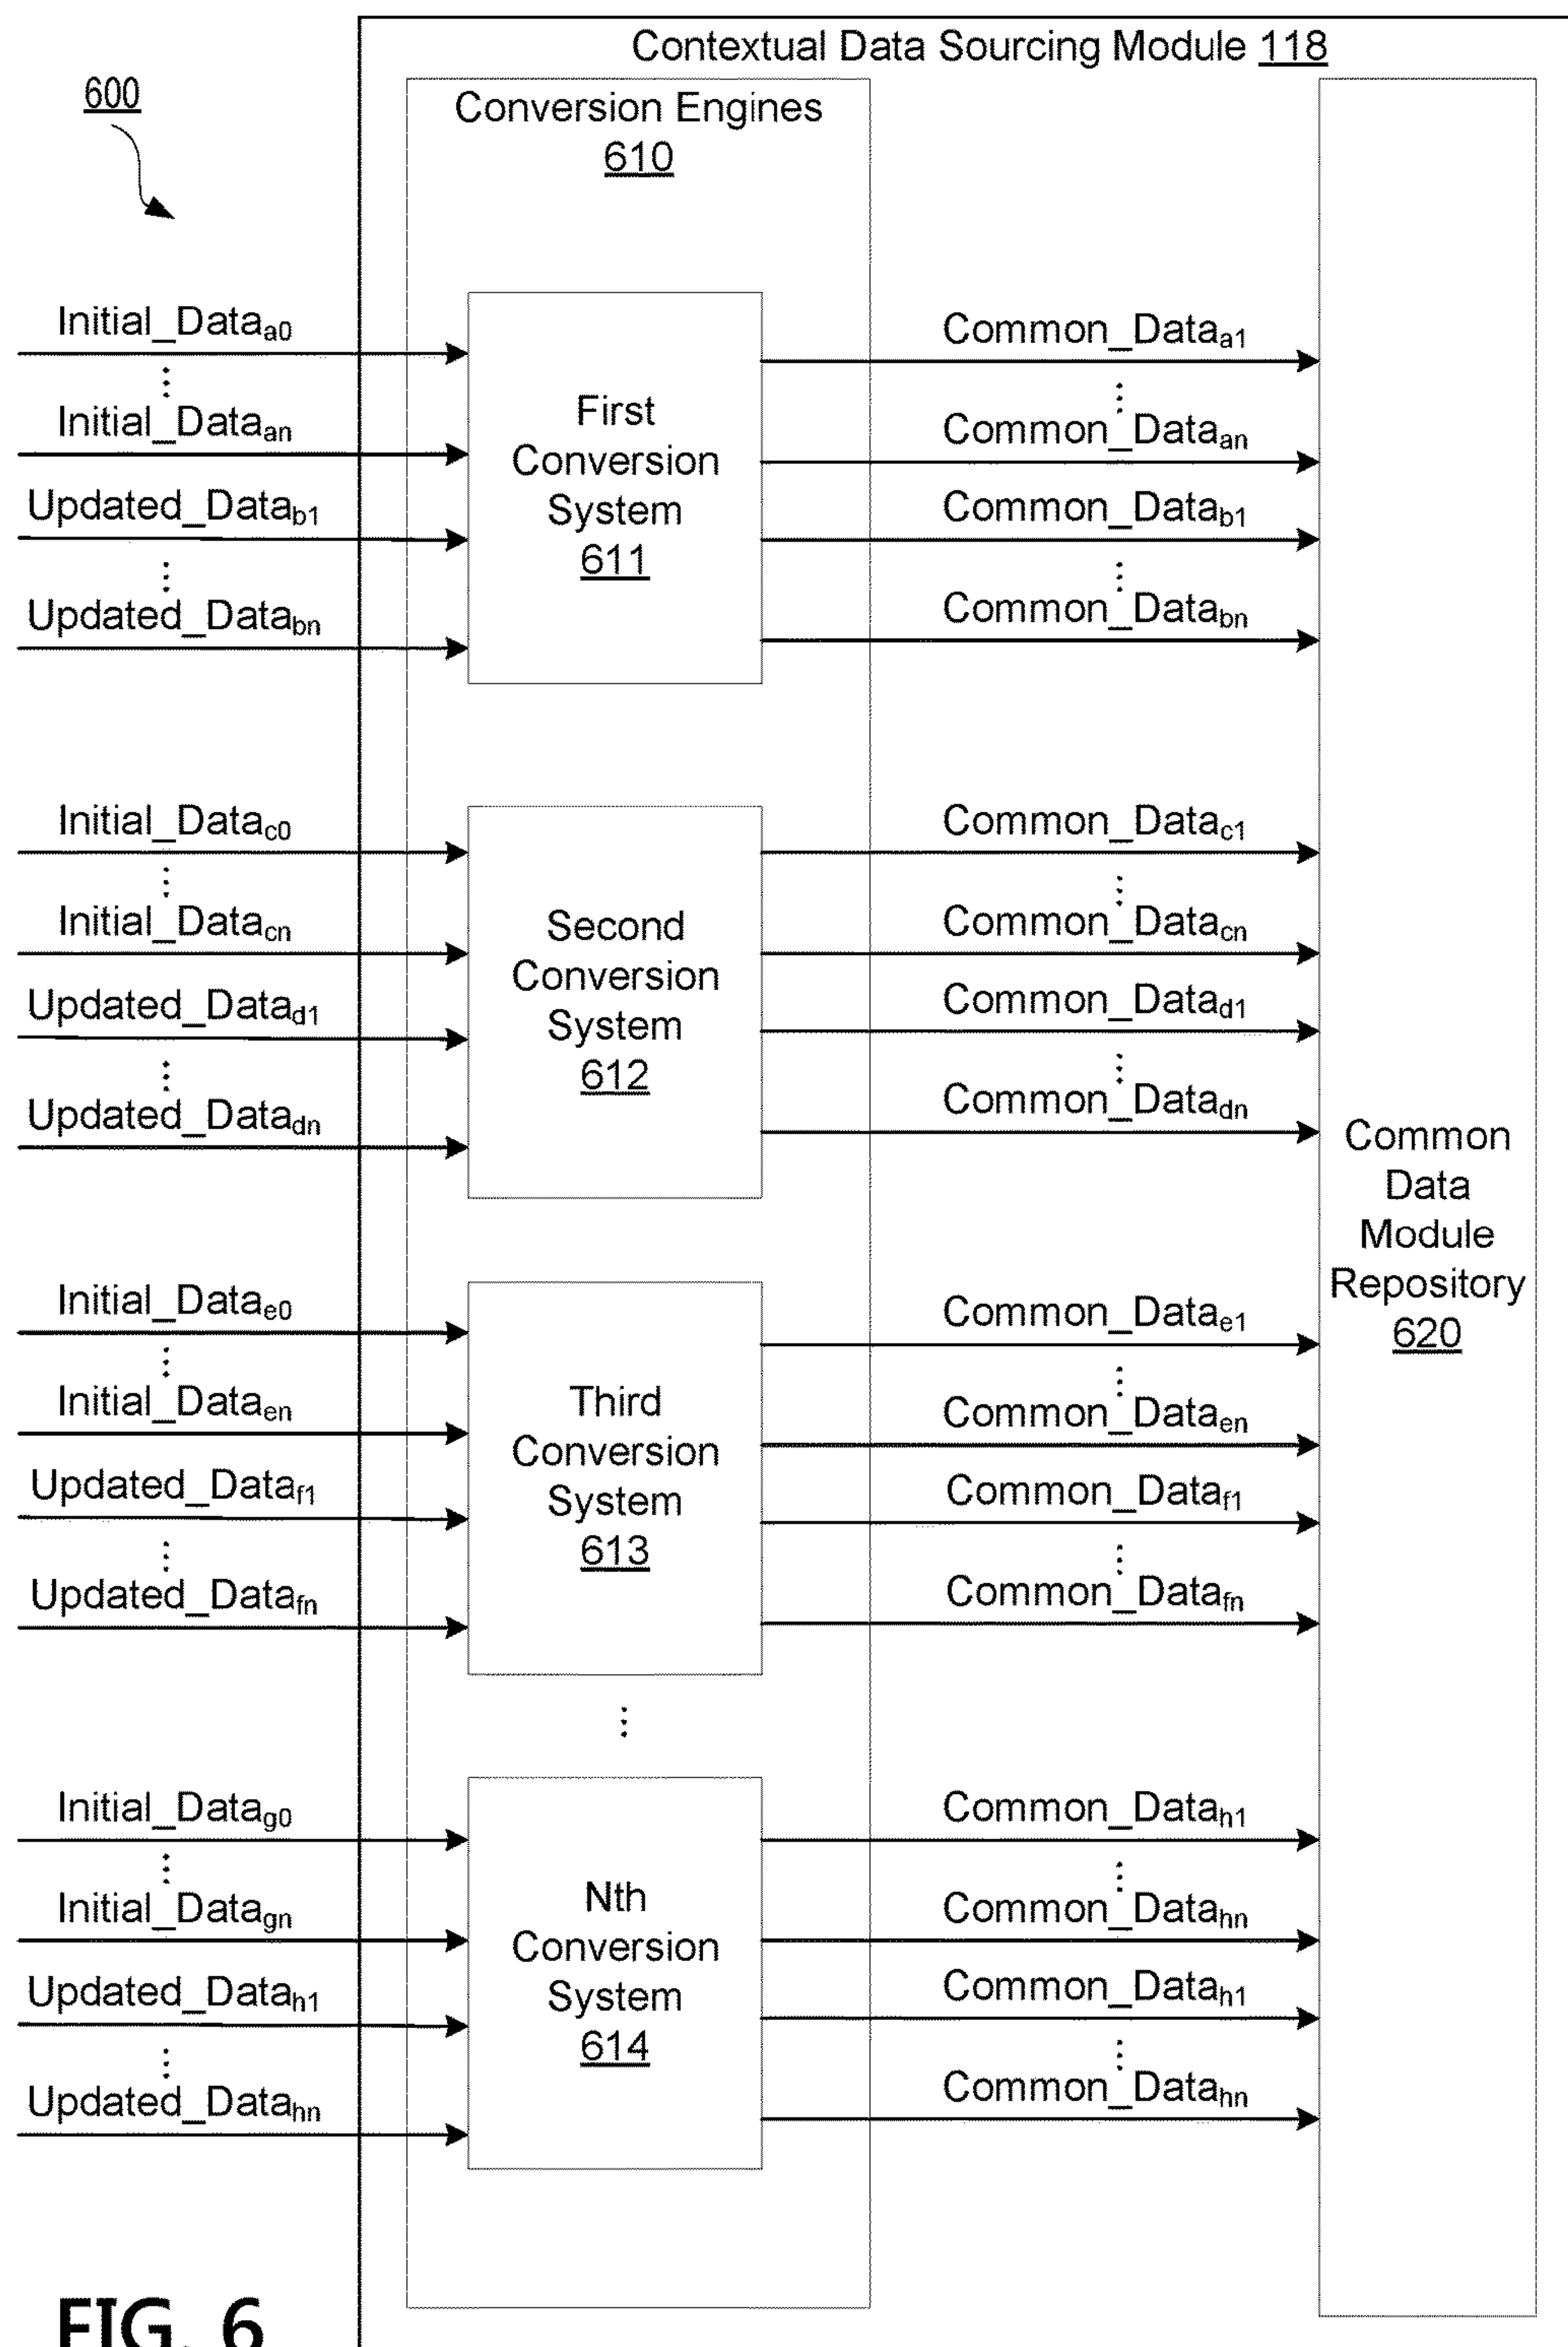 Contextual Data Sourcing Module 118
600
Conversion Engines
610
Initial_Dataa0
⋮
Initial_Dataan
Updated_Datab1
⋮
Updated_Databn
First
Conversion
System
611
Common_Dataa1
⋮
Common_Dataan
Common_Datab1
⋮
Common_Databn
Initial_Datac0
⋮
Initial_Datacn
Updated_Datad1
⋮
Updated_Datadn
Second
Conversion
System
612
Common_Datac1
⋮
Common_Datacn
Common_Datad1
⋮
Common_Datadn
Common
Data
Module
Repository
620
Initial_Datae0
⋮
Initial_Dataen
Updated_Dataf1
⋮
Updated_Datafn
Third
Conversion
System
613
Common_Datae1
⋮
Common_Dataen
Common_Dataf1
⋮
Common_Datafn
⋮
Initial_Datag0
⋮
Initial_Datagn
Updated_Datah1
⋮
Updated_Datahn
Nth
Conversion
System
614
Common_Datah1
⋮
Common_Datahn
Common_Datah1
⋮
Common_Datahn
FIG. 6